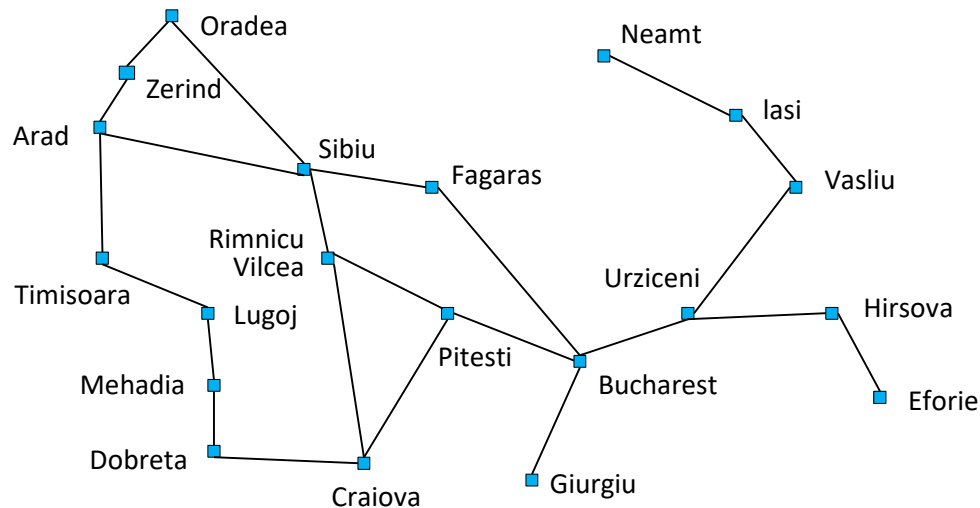 Oradea
Neamt
Zerind
Iasi
Arad
Sibiu
Fagaras
Vasliu
Rimnicu
Vilcea
Urziceni
Timisoara
Lugoj
Hirsova
Pitesti
Mehadia
Bucharest
Eforie
Dobreta
Craiova
Giurgiu